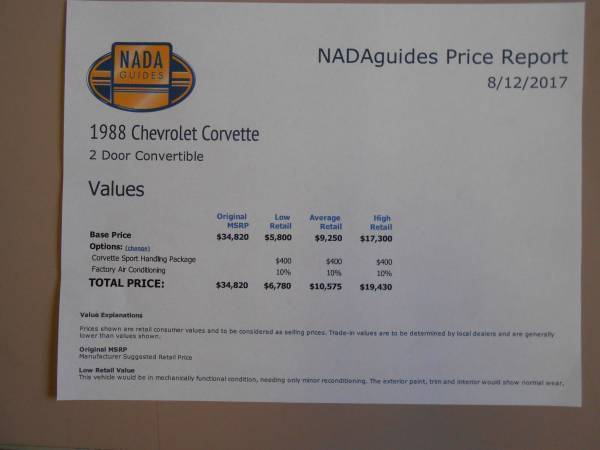 NADA
GUIDES
NADAguides Price Report
8/12/2017
1988 Chevrolet Corvette
2 Door Convertible
Values
Original MSRP Low Retail Average Retail High Retail
Base Price $34,820 $5,800 $9,250 $17,300
Options: (change)
Corvette Sport Handling Package $400 $400 $400
Factory Air Conditioning 10% 10% 10%
TOTAL PRICE: $34,820 $6,780 $10,575 $19,430
Value Explanations
Prices shown are retail consumer values and to be considered as selling prices. Trade-in values are to be determined by local dealers and are generally
lower than values shown.
Original MSRP
Manufacturer Suggested Retail Price
Low Retail Value
This vehicle would be in mechanically functional condition, needing only minor reconditioning. The exterior paint, trim and interior would show normal wear,